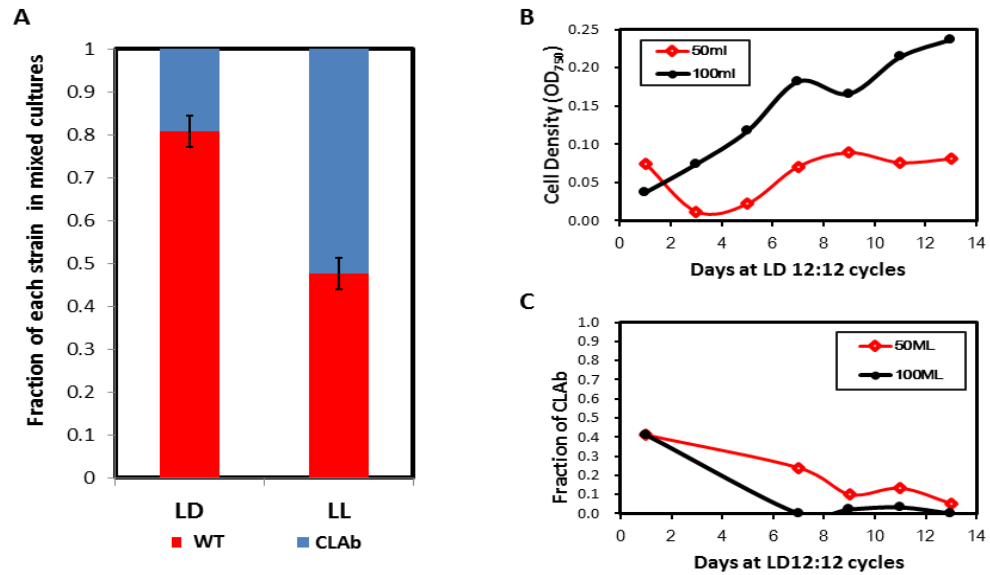 A
Fraction of each strain in mixed cultures
1
0.9
0.8
0.7
0.6
0.5
0.4
0.3
0.2
0.1
0
LD LL
WT CLAb
B
Cell Density (OD750)
0.25
0.20
0.15
0.10
0.05
0.00
50ml
100ml
0 2 4 6 8 10 12 14
Days at LD 12:12 cycles
C
Fraction of CLAb
1.0
0.9
0.8
0.7
0.6
0.5
0.4
0.3
0.2
0.1
0.0
50ML
100ML
0 2 4 6 8 10 12 14
Days at LD12:12 cycles